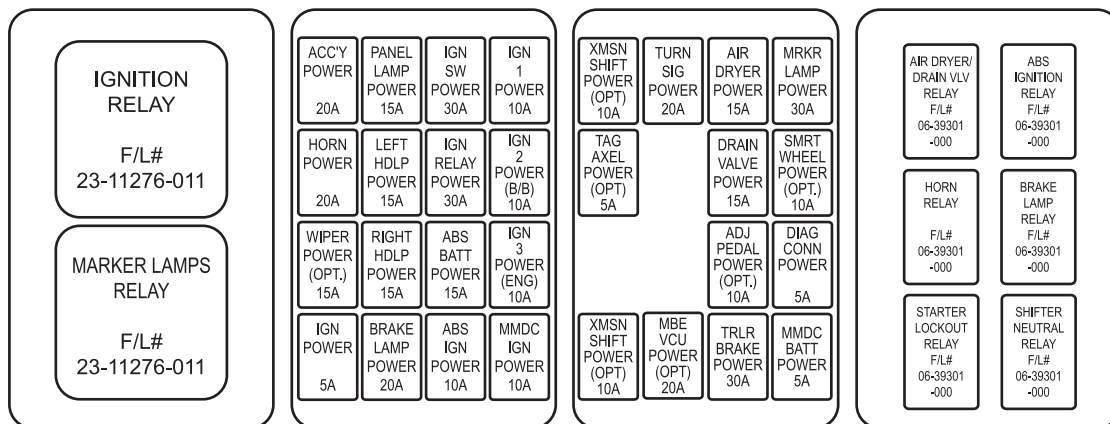 IGNITION
RELAY
F/L#
23-11276-011
MARKER LAMPS
RELAY
F/L#
23-11276-011
ACC'Y
POWER
20A
PANEL
LAMP
POWER
15A
IGN
SW
POWER
30A
IGN
1
POWER
10A
HORN
POWER
20A
LEFT
HDLP
POWER
15A
IGN
RELAY
POWER
30A
IGN
2
POWER
(B/B)
10A
WIPER
POWER
(OPT.)
15A
RIGHT
HDLP
POWER
15A
ABS
BATT
POWER
15A
IGN
3
POWER
(ENG)
10A
IGN
POWER
5A
BRAKE
LAMP
POWER
20A
ABS
IGN
POWER
10A
MMDC
IGN
POWER
10A
XMSN
SHIFT
POWER
(OPT)
10A
TURN
SIG
POWER
20A
AIR
DRYER
POWER
15A
MRKR
LAMP
POWER
30A
TAG
AXEL
POWER
(OPT)
5A
DRAIN
VALVE
POWER
15A
SMRT
WHEEL
POWER
(OPT.)
10A
ADJ
PEDAL
POWER
(OPT.)
10A
DIAG
CONN
POWER
5A
XMSN
SHIFT
POWER
(OPT)
10A
MBE
VCU
POWER
(OPT)
20A
TRLR
BRAKE
POWER
30A
MMDC
BATT
POWER
5A
AIR DRYER/
DRAIN VLV
RELAY
F/L#
06-39301
-000
ABS
IGNITION
RELAY
F/L#
06-39301
-000
HORN
RELAY
F/L#
06-39301
-000
BRAKE
LAMP
RELAY
F/L#
06-39301
-000
STARTER
LOCKOUT
RELAY
F/L#
06-39301
-000
SHIFTER
NEUTRAL
RELAY
F/L#
06-39301
-000